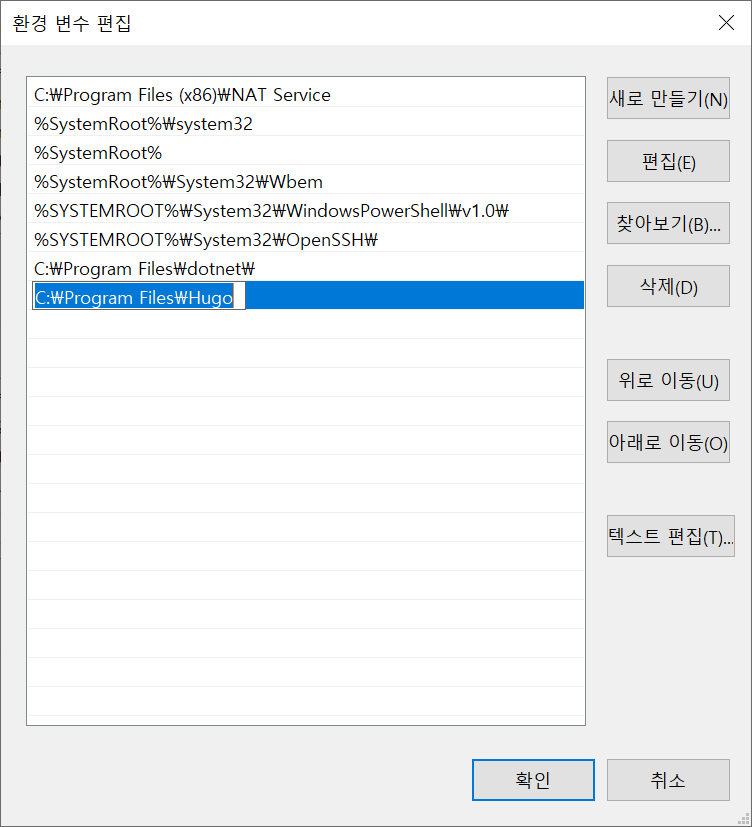 환경 변수 편집
C:₩Program Files (x86)₩NAT Service
%SystemRoot%₩system32
%SystemRoot%
%SystemRoot%₩System32₩Wbem
%SYSTEMROOT%₩System32₩WindowsPowerShell₩v1.0₩
%SYSTEMROOT%₩System32₩OpenSSH₩
C:₩Program Files₩dotnet₩
C:₩Program Files₩Hugo
새로 만들기(N)
편집(E)
찾아보기(B)...
삭제(D)
위로 이동(U)
아래로 이동(O)
텍스트 편집(T)...
확인
취소